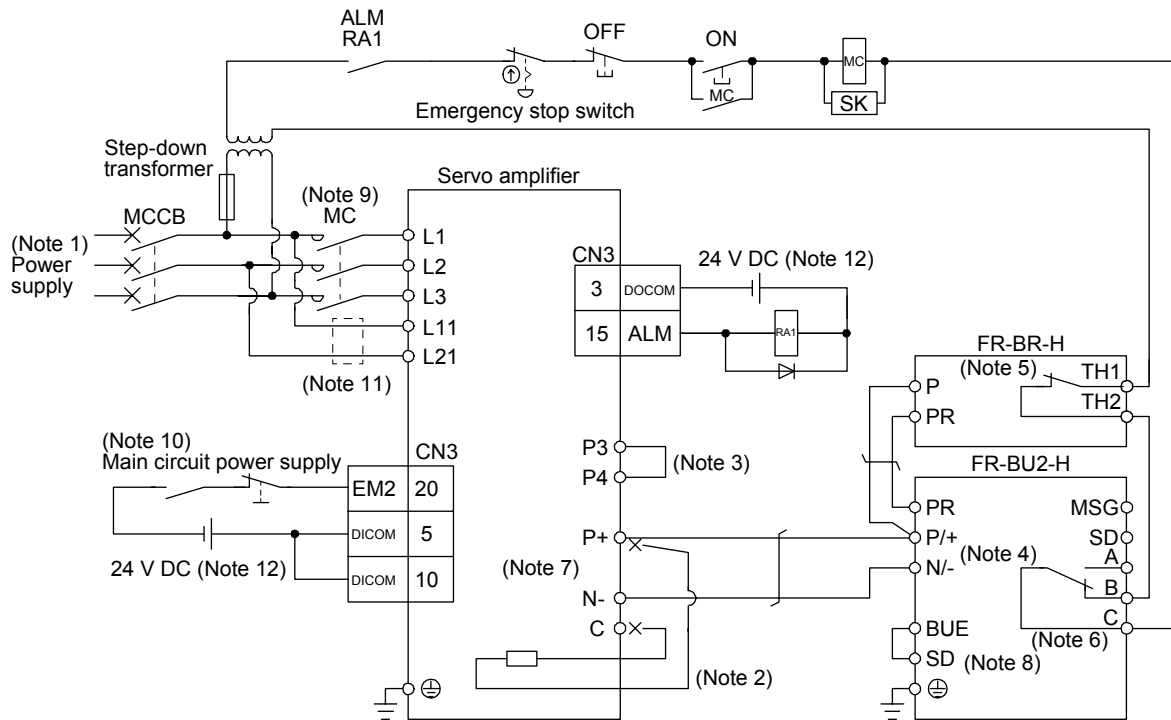 ALM
RA1
OFF
ON
MC
MC
SK
Emergency stop switch
Step-down
transformer
Servo amplifier
(Note 9)
MC
MCCB
(Note 1)
Power
supply
L1
L2
L3
L11
L21
(Note 11)
CN3
24 V DC (Note 12)
3 DOCOM
15 ALM
RA1
FR-BR-H
(Note 5)
P
PR
TH1
TH2
(Note 10)
Main circuit power supply
CN3
EM2 20
DICOM 5
DICOM 10
24 V DC (Note 12)
P3
P4
(Note 3)
P+
(Note 7)
N-
C
(Note 2)
FR-BU2-H
PR
MSG
P/+
SD
(Note 4)
A
N/-
B
C
BUE
(Note 6)
SD
(Note 8)